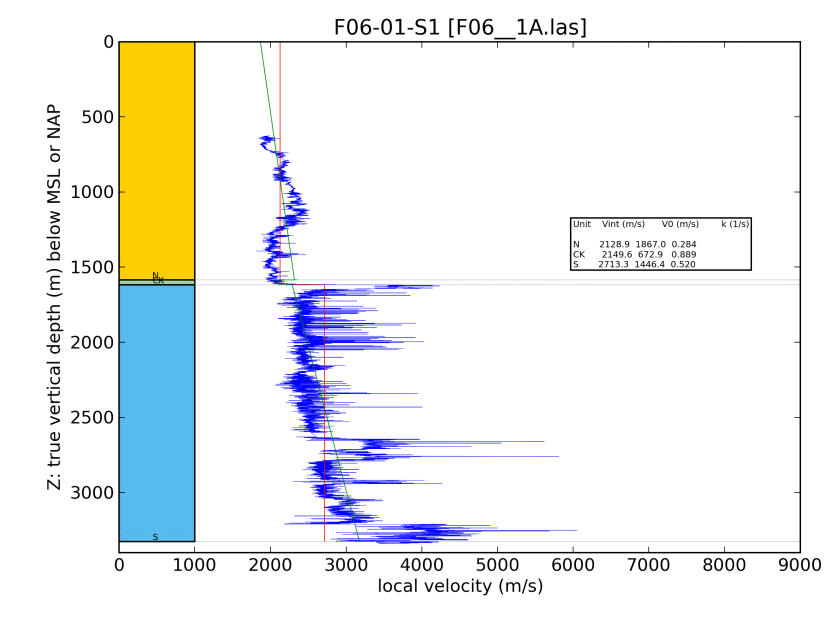 F06-01-S1 [F06__1A.las]
0
500
1000
1500
2000
2500
3000
Z: true vertical depth (m) below MSL or NAP
N
CK
S
Unit Vint (m/s) V0 (m/s) k (1/s)
N 2128.9 1867.0 0.284
CK 2149.6 672.9 0.889
S 2713.3 1446.4 0.520
0 1000 2000 3000 4000 5000 6000 7000 8000 9000
local velocity (m/s)